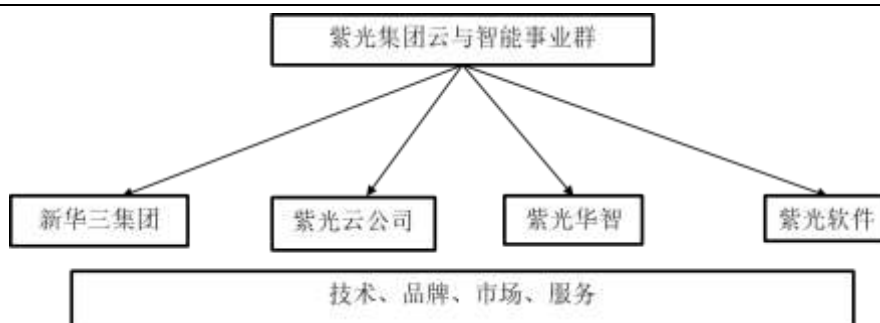 紫光集团云与智能事业群
新华三集团
紫光云公司
紫光华智
紫光软件
技术、品牌、市场、服务